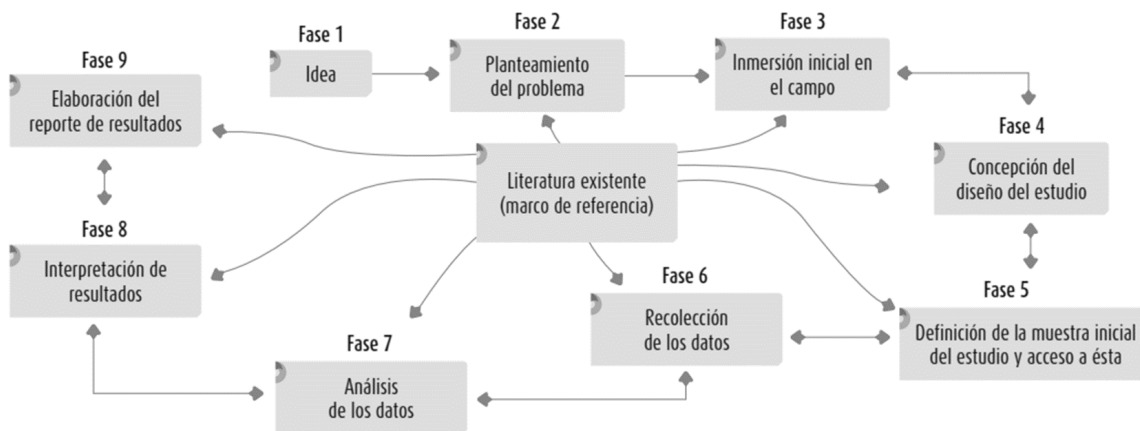 Fase 1
Idea
Fase 2
Planteamiento
del problema
Fase 3
Inmersión inicial en
el campo
Fase 4
Concepción del
diseño del estudio
Fase 5
Definición de la muestra inicial
del estudio y acceso a ésta
Fase 6
Recolección
de los datos
Fase 7
Análisis
de los datos
Fase 8
Interpretación de
resultados
Fase 9
Elaboración del
reporte de resultados
Literatura existente
(marco de referencia)